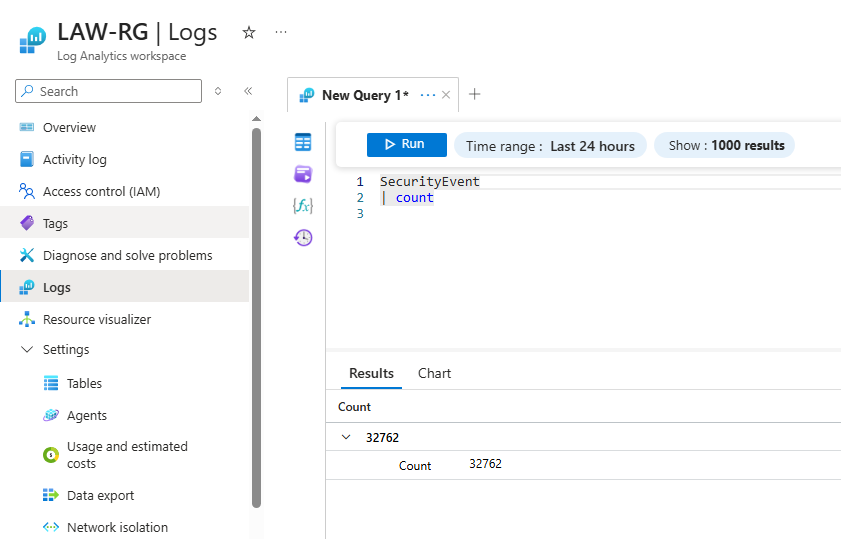 LAW-RG | Logs
Log Analytics workspace
Search
Overview
Activity log
Access control (IAM)
Tags
Diagnose and solve problems
Logs
Resource visualizer
Settings
Tables
Agents
Usage and estimated
costs
Data export
Network isolation
New Query 1*
Run
Time range : Last 24 hours
Show : 1000 results
1 SecurityEvent
2 | count
3
Results
Chart
Count
32762
Count 32762